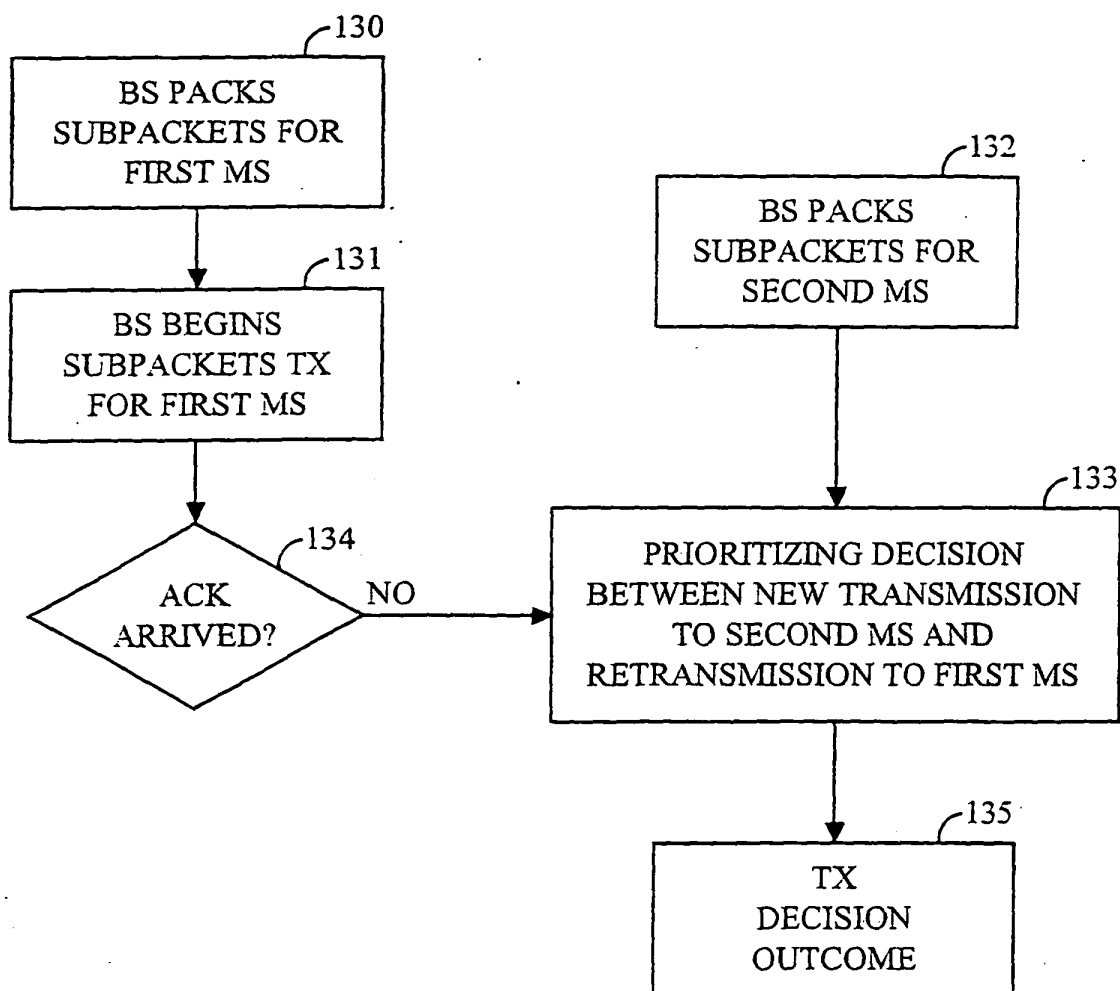 130
BS PACKS
SUBPACKETS FOR
FIRST MS
131
BS BEGINS
SUBPACKETS TX
FOR FIRST MS
132
BS PACKS
SUBPACKETS FOR
SECOND MS
134
ACK
ARRIVED?
NO
133
PRIORITIZING DECISION
BETWEEN NEW TRANSMISSION
TO SECOND MS AND
RETRANSMISSION TO FIRST MS
135
TX
DECISION
OUTCOME